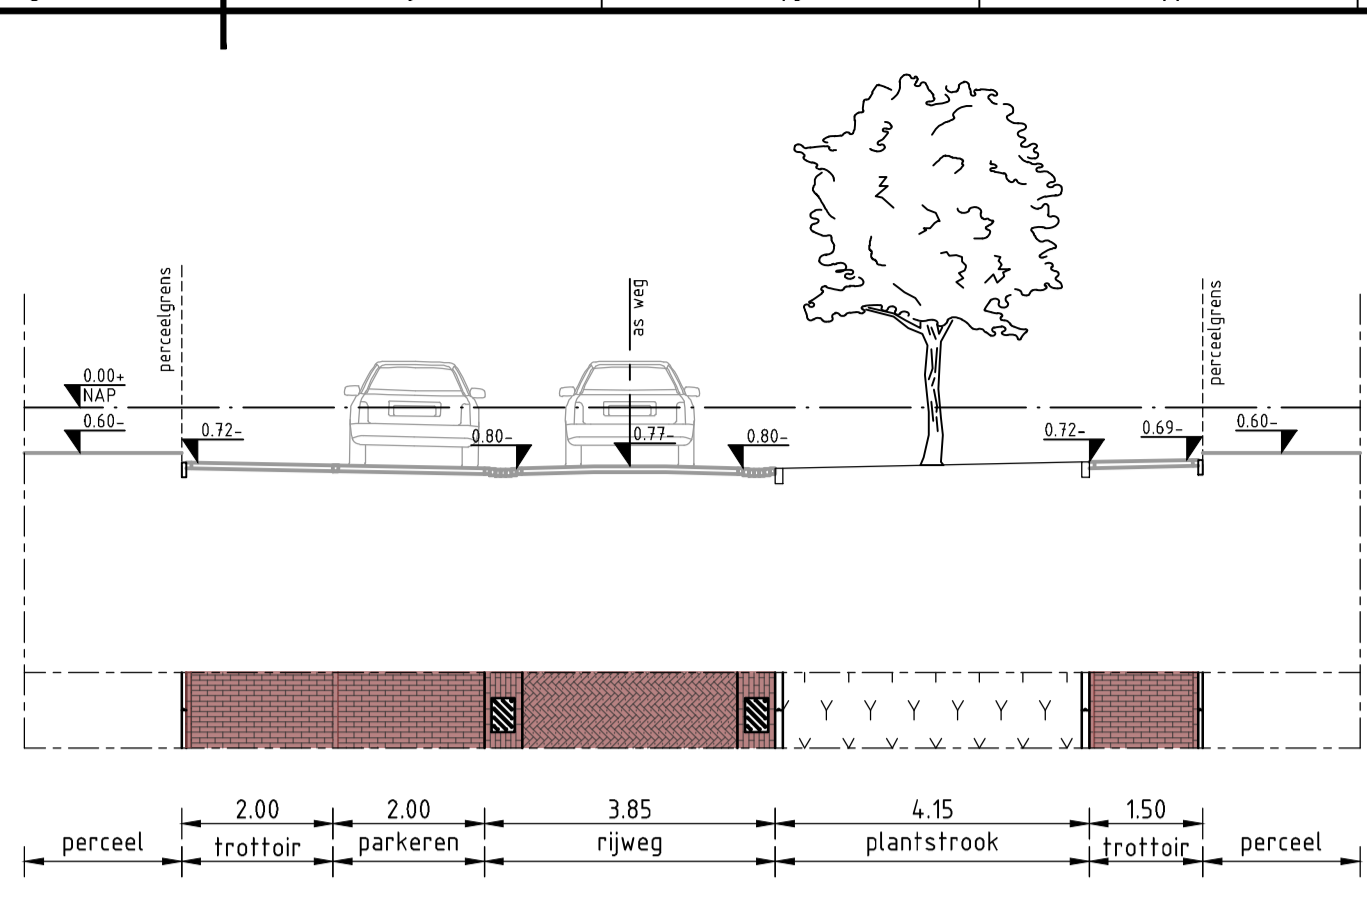 perceelgrens
as weg
perceelgrens
0.00+
NAP
0.60-
0.72-
0.80-
0.77-
0.80-
0.72-
0.69-
0.60-
2.00
2.00
3.85
4.15
1.50
perceel
trottoir
parkeren
rijweg
plantstrook
trottoir
perceel